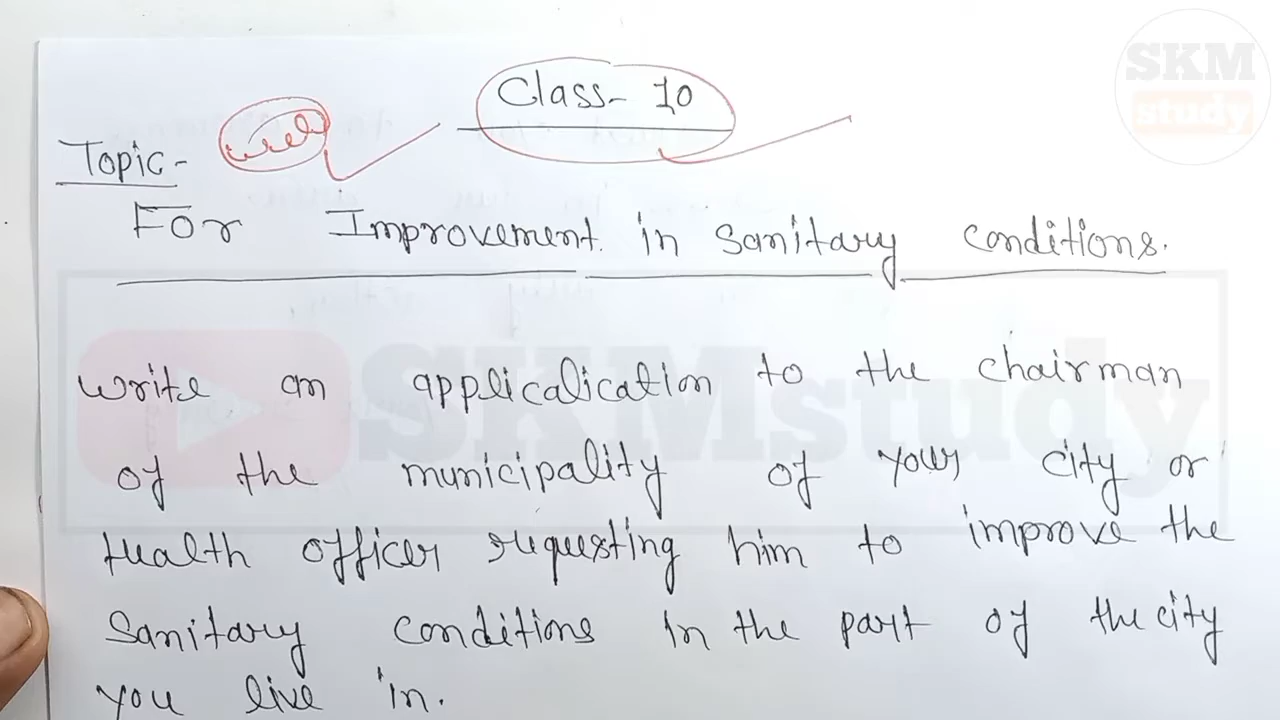 SKM
study
Class- 10
Topic-
For Improvement in sanitary conditions.
write an applicalication to the chairman
of the municipality of your city or
Health officer requesting him to improve the
sanitary conditions in the part of the city
you live in.
SKMstudy